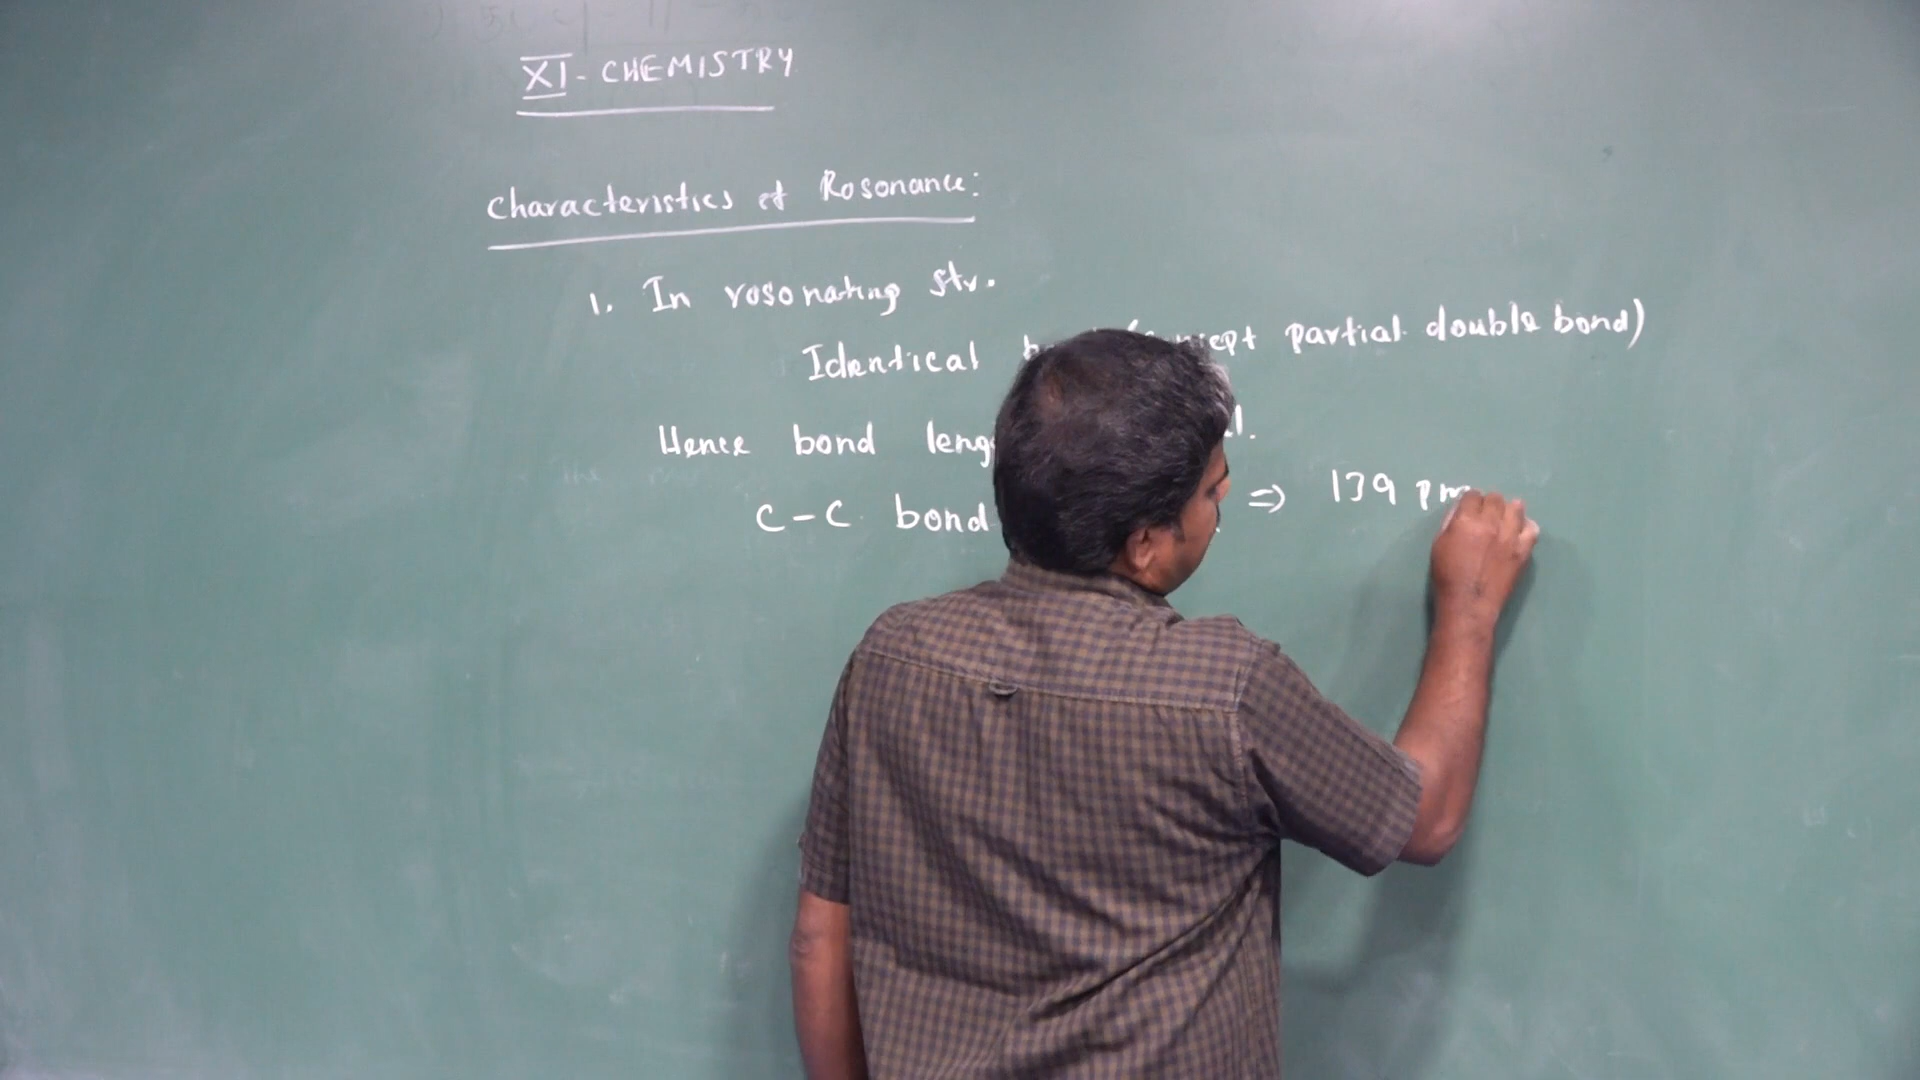 XI - CHEMISTRY
Characteristics of Rosonance:
1. In rosonating str.
Identical partial double bond)
Hence bond
C-C bond => 139 pm